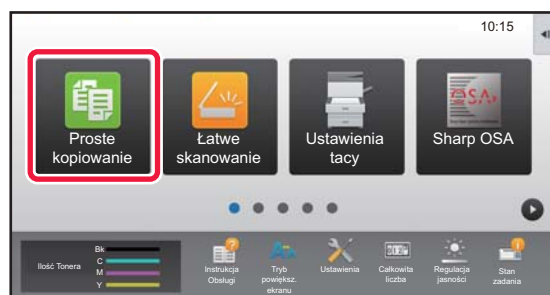 10:15
Proste
kopiowanie
Łatwe
skanowanie
Ustawienia
tacy
Sharp OSA
Ilość Tonera
Bk
C
M
Y
Instrukcja
Obsługi
Tryb
powiększ.
ekranu
Ustawienia
Całkowita
liczba
Regulacja
jasności
Stan
zadania